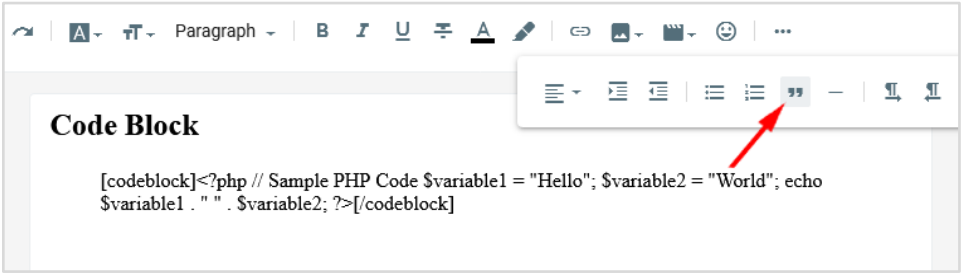 Paragraph
B I U A
Code Block
[codeblock]<?php // Sample PHP Code $variable1 = "Hello"; $variable2 = "World"; echo
$variable1 . " " . $variable2; ?>[/codeblock]